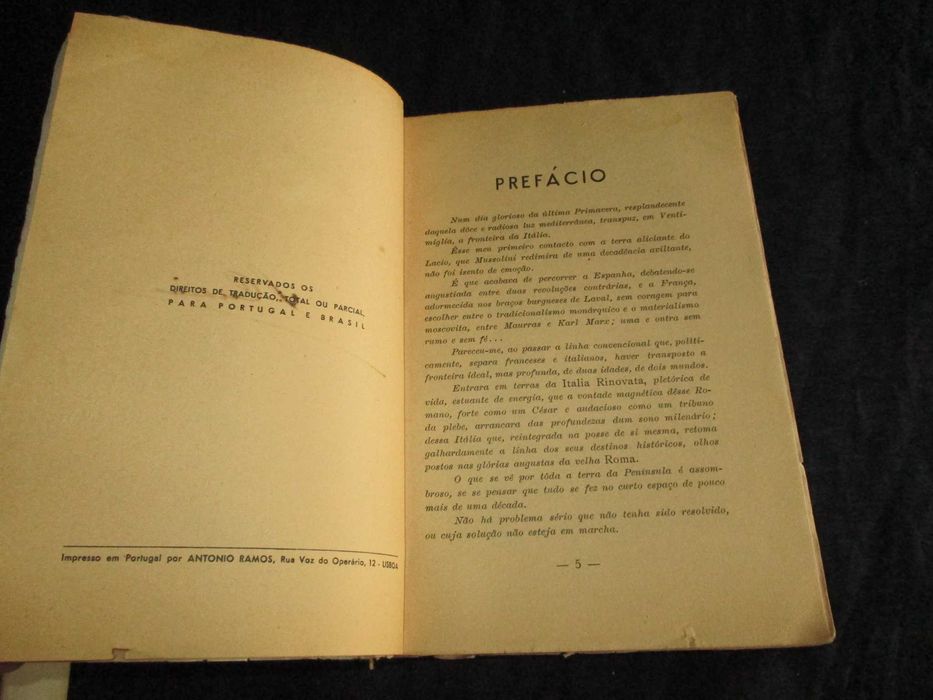 RESERVADOS OS
DIREITOS DE TRADUÇÃO, TOTAL OU PARCIAL,
PARA PORTUGAL E BRASIL
Impresso em Portugal por ANTONIO RAMOS, Rua Voz do Operário, 12 - LISBOA
PREFÁCIO
Num dia glorioso da última Primavera, resplandecente
daquela dôce e radiosa luz mediterrânea, transpuz, em Venti-
miglia, a fronteira da Itália.
Êsse meu primeiro contacto com a terra aliciante do
Lacio, que Mussolini redimira de uma decadência aviltante,
não foi isento de emoção.
É que acabava de percorrer a Espanha, debatendo-se
angustiada entre duas revoluções contrárias, e a França,
adormecida nos braços burgueses de Laval, sem coragem para
escolher entre o tradicionalismo monárquico e o materialismo
moscovita, entre Maurras e Karl Marx; uma e outra sem
rumo e sem fé...
Pareceu-me, ao passar a linha convencional que, politi-
camente, separa franceses e italianos, haver transposto a
fronteira ideal, mas profunda, de duas idades, de dois mundos.
Entrara em terras da Italia Rinovata, pletórica de
vida, estuante de energia, que a vontade magnética dêsse Ro-
mano, forte como um César e audacioso como um tribuno
da plebe, arrancara das profundezas dum sono milenário;
dessa Itália que, reintegrada na posse de si mesma, retoma
galhardamente a linha dos seus destinos históricos, olhos
postos nas glórias augustas da velha Roma.
O que se vê por tôda a terra da Península é assom-
broso, se se pensar que tudo se fez no curto espaço de pouco
mais de uma década.
Não há problema sério que não tenha sido resolvido,
ou cuja solução não esteja em marcha.
— 5 —